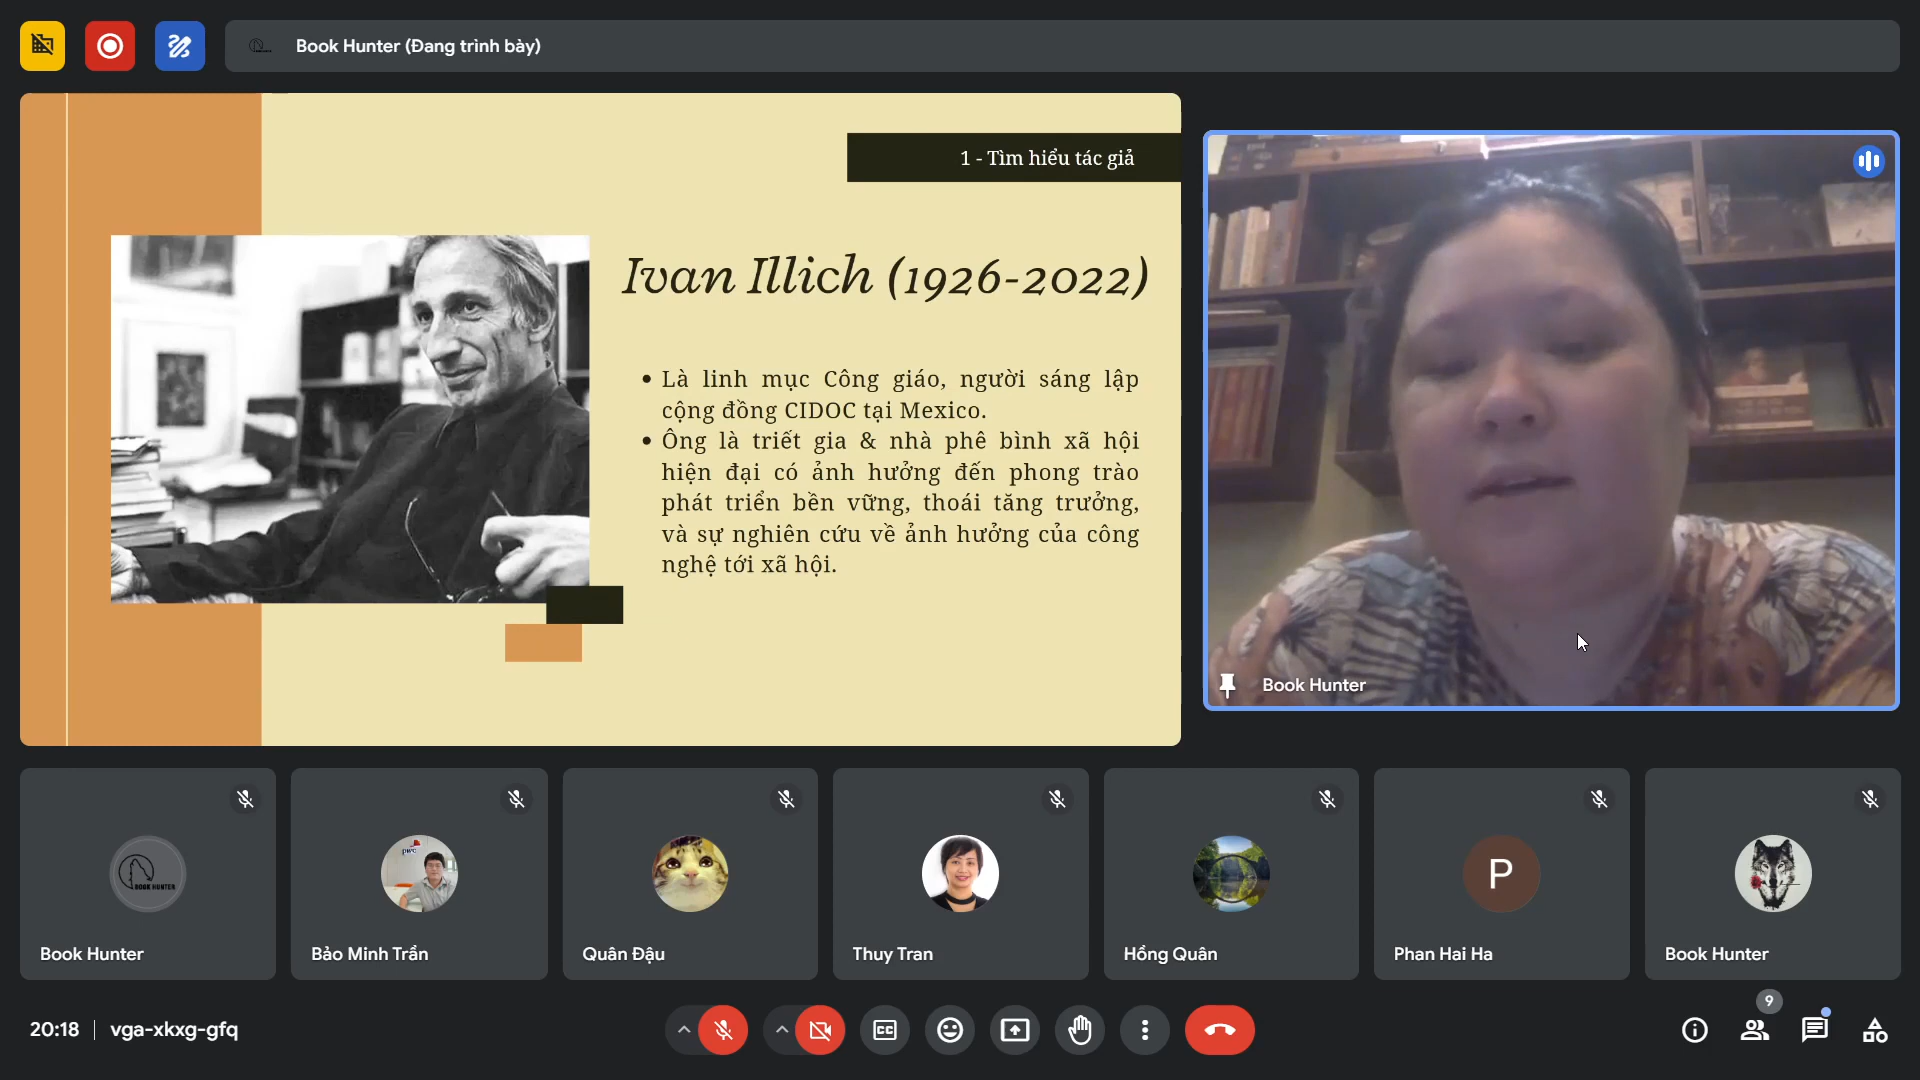 Book Hunter (Đang trình bày)
1 - Tìm hiểu tác giả
Ivan Illich (1926-2022)
• Là linh mục Công giáo, người sáng lập
cộng đồng CIDOC tại Mexico.
• Ông là triết gia & nhà phê bình xã hội
hiện đại có ảnh hưởng đến phong trào
phát triển bền vững, thoái tăng trưởng,
và sự nghiên cứu về ảnh hưởng của công
nghệ tới xã hội.
Book Hunter
BOOK HUNTER
pwc
P
Book Hunter
Bảo Minh Trần
Quân Đậu
Thuy Tran
Hồng Quân
Phan Hai Ha
Book Hunter
20:18 | vga-xkxg-gfq
CC
9